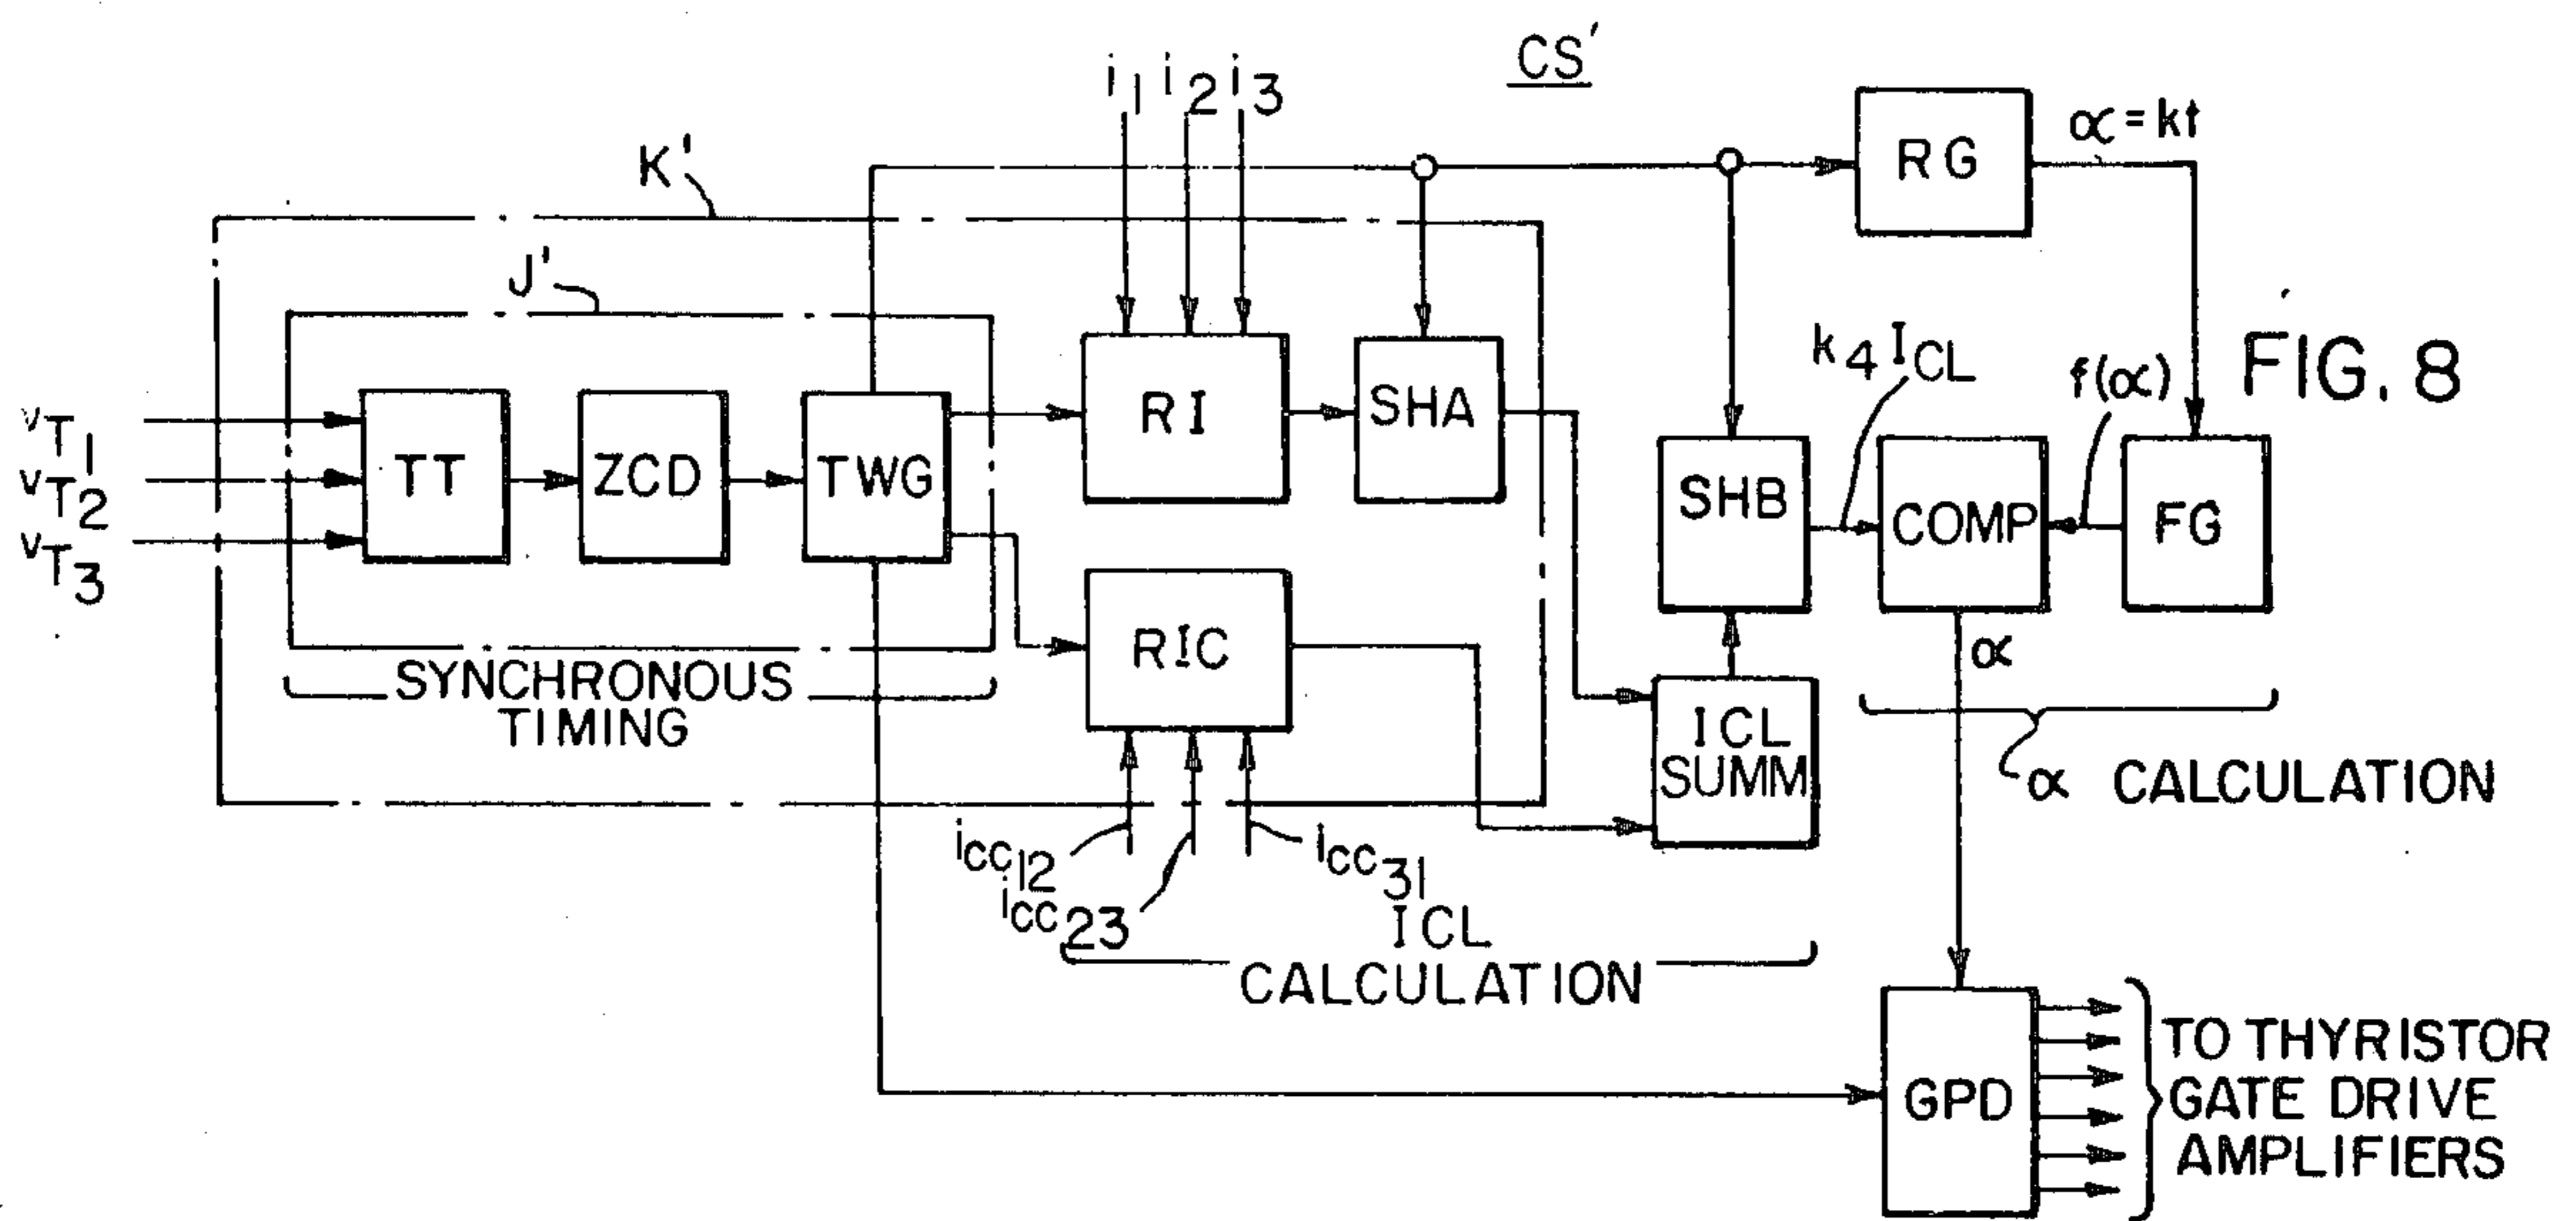 CS'
i1 i2 i3
K'
J'
RG
α = kt
vT1
vT2
vT3
TT
ZCD
TWG
RI
SHA
SHB
k4 ICL
COMP
f(α)
FG
FIG. 8
RIC
SYNCHRONOUS
TIMING
ICL
SUMM
α
α CALCULATION
icc12
icc23
icc31
ICL
CALCULATION
GPD
TO THYRISTOR
GATE DRIVE
AMPLIFIERS